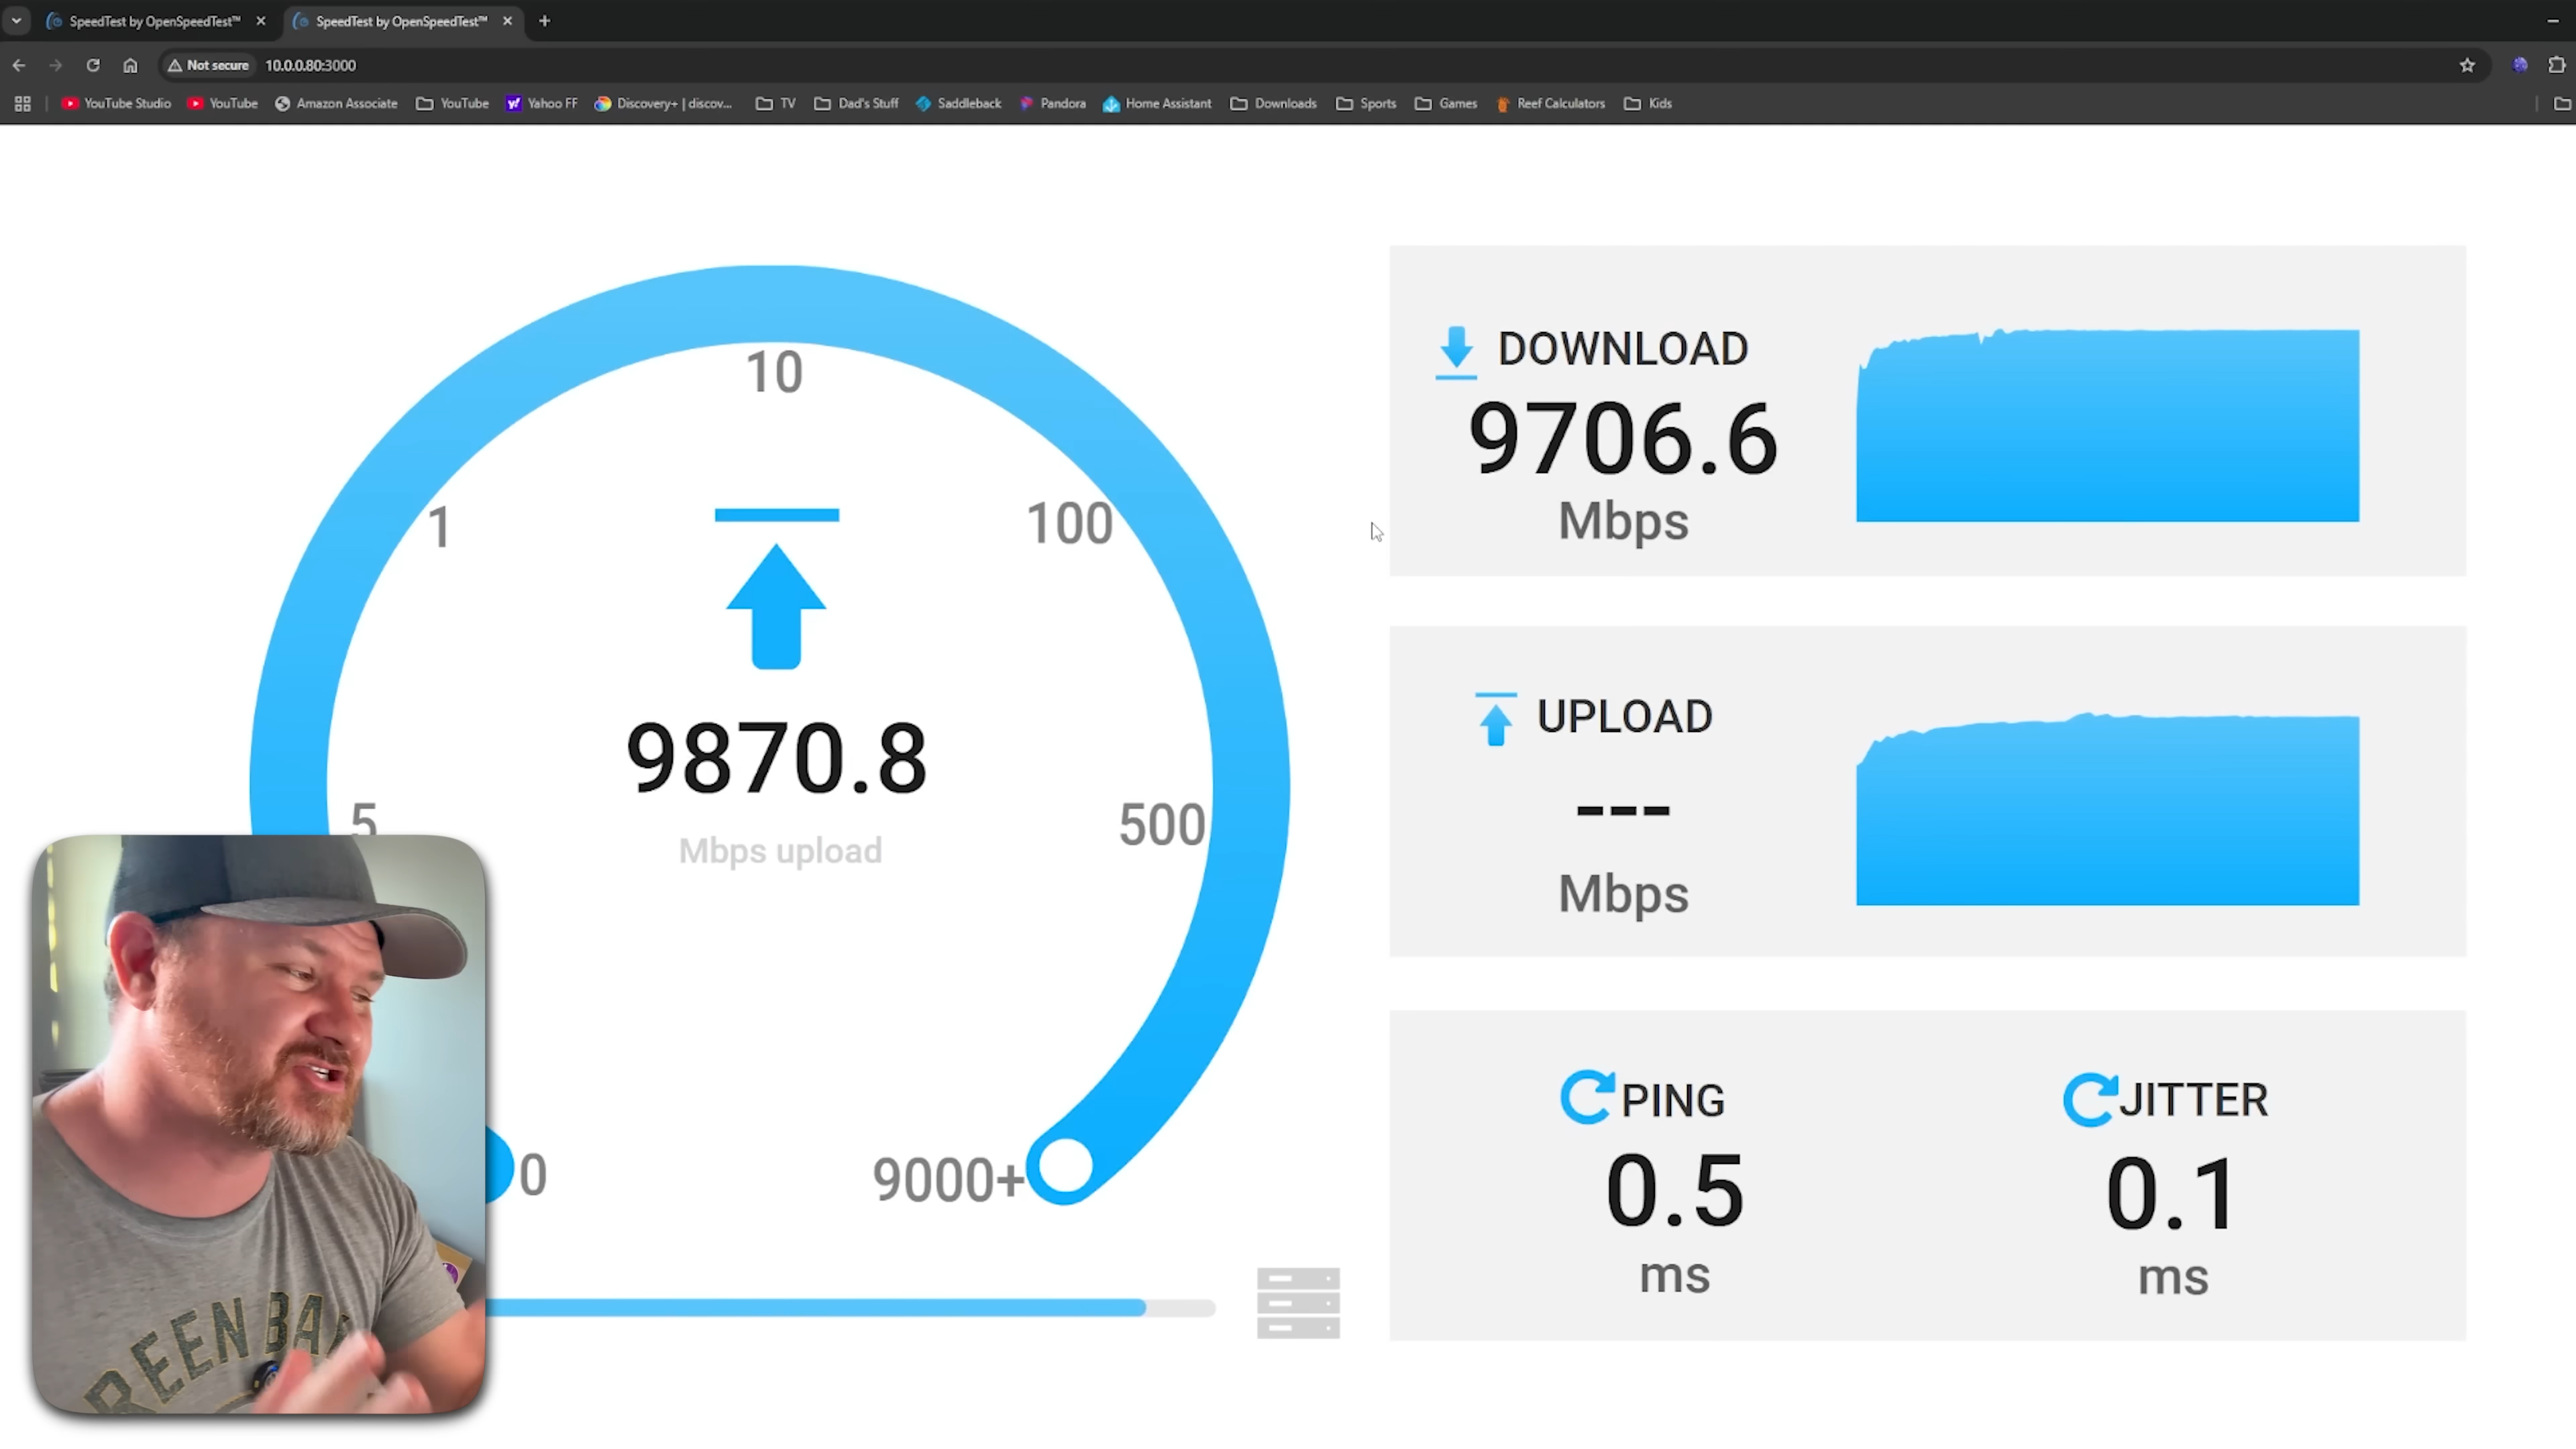 SpeedTest by OpenSpeedTest™
SpeedTest by OpenSpeedTest™
Not secure
10.0.0.80:3000
YouTube Studio
YouTube
Amazon Associate
YouTube
Yahoo FF
Discovery+ | discov...
TV
Dad's Stuff
Saddleback
Pandora
Home Assistant
Downloads
Sports
Games
Reef Calculators
Kids
10
1
100
5
500
0
9000+
9870.8
Mbps upload
DOWNLOAD
9706.6
Mbps
UPLOAD
---
Mbps
PING
0.5
ms
JITTER
0.1
ms
REEN BA